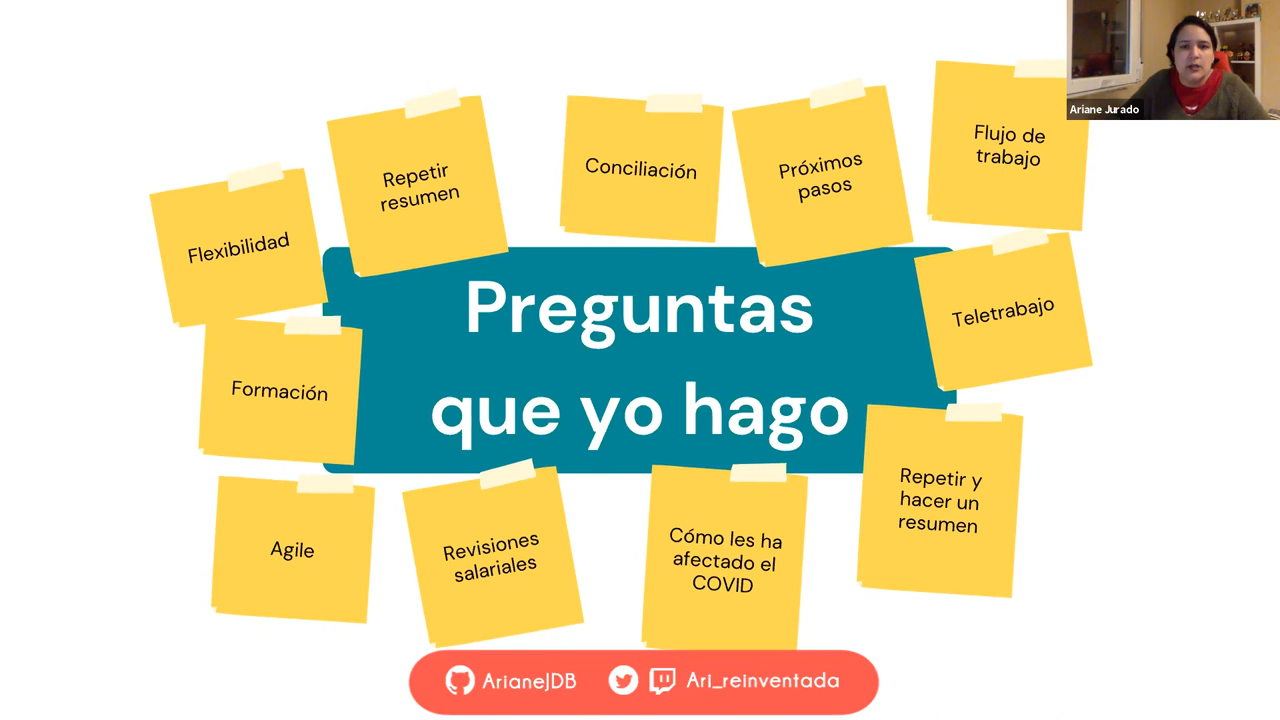 Ariane Jurado
Flexibilidad
Repetir
resumen
Conciliación
Próximos
pasos
Flujo de
trabajo
Preguntas
que yo hago
Teletrabajo
Formación
Agile
Revisiones
salariales
Cómo les ha
afectado el
COVID
Repetir y
hacer un
resumen
ArianeJDB
Ari_reinventada